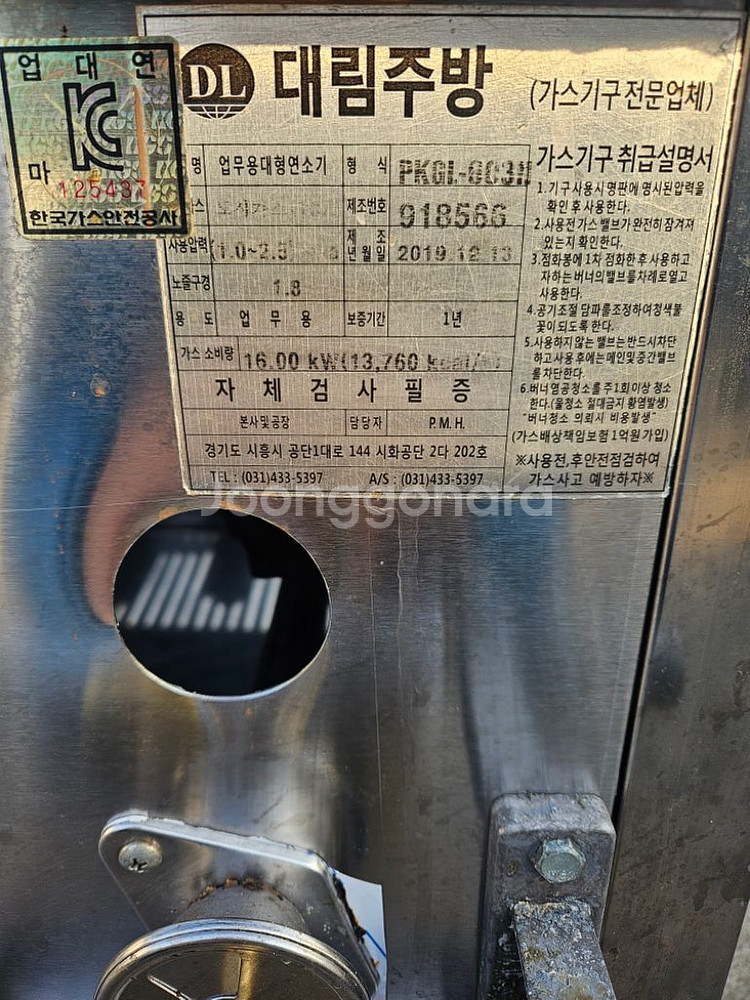 업 대 연
KC
마
125437
한국가스안전공사
DL 대림주방 (가스기구 전문업체)
명 업무용대형연소기 형 식 PKGL-003
스 도시가스 제조번호 918566
사용압력 (1.0~2.5) 제조년월일 2019.12.13
노즐구경 1.8
용 도 업 무 용 보증기간 1년
가스 소비량 16.00 kW(13,760 kcal/h)
자 체 검 사 필 증
본사및공장 담당자 P.M.H.
경기도 시흥시 공단1대로 144 시화공단 2다 202호
TEL : (031)433-5397 A/S : (031)433-5397
가스기구 취급설명서
1.기구사용시 명판에 명시된압력을
확인 후사용한다.
2.사용전가스 밸브가완전히 잠겨져
있는지 확인한다.
3.점화봉에 1차 점화한 후 사용하고
자하는 버너의밸브를차례로열고
사용한다.
4.공기조절 담파를조정하여청색불
꽃이 되도록 한다.
5.사용하지 않는 밸브는 반드시차단
하고사용 후에는 메인및 중간밸브
를 차단한다.
6.버너염공청소를 주1회이상 청소
한다.(물청소 절대금지 황염발생)
"버너청소 의뢰시 비용발생"
(가스배상책임보험 1억원 가입)
※사용전,후안전점검하여
가스사고 예방하자※
Joonggonara